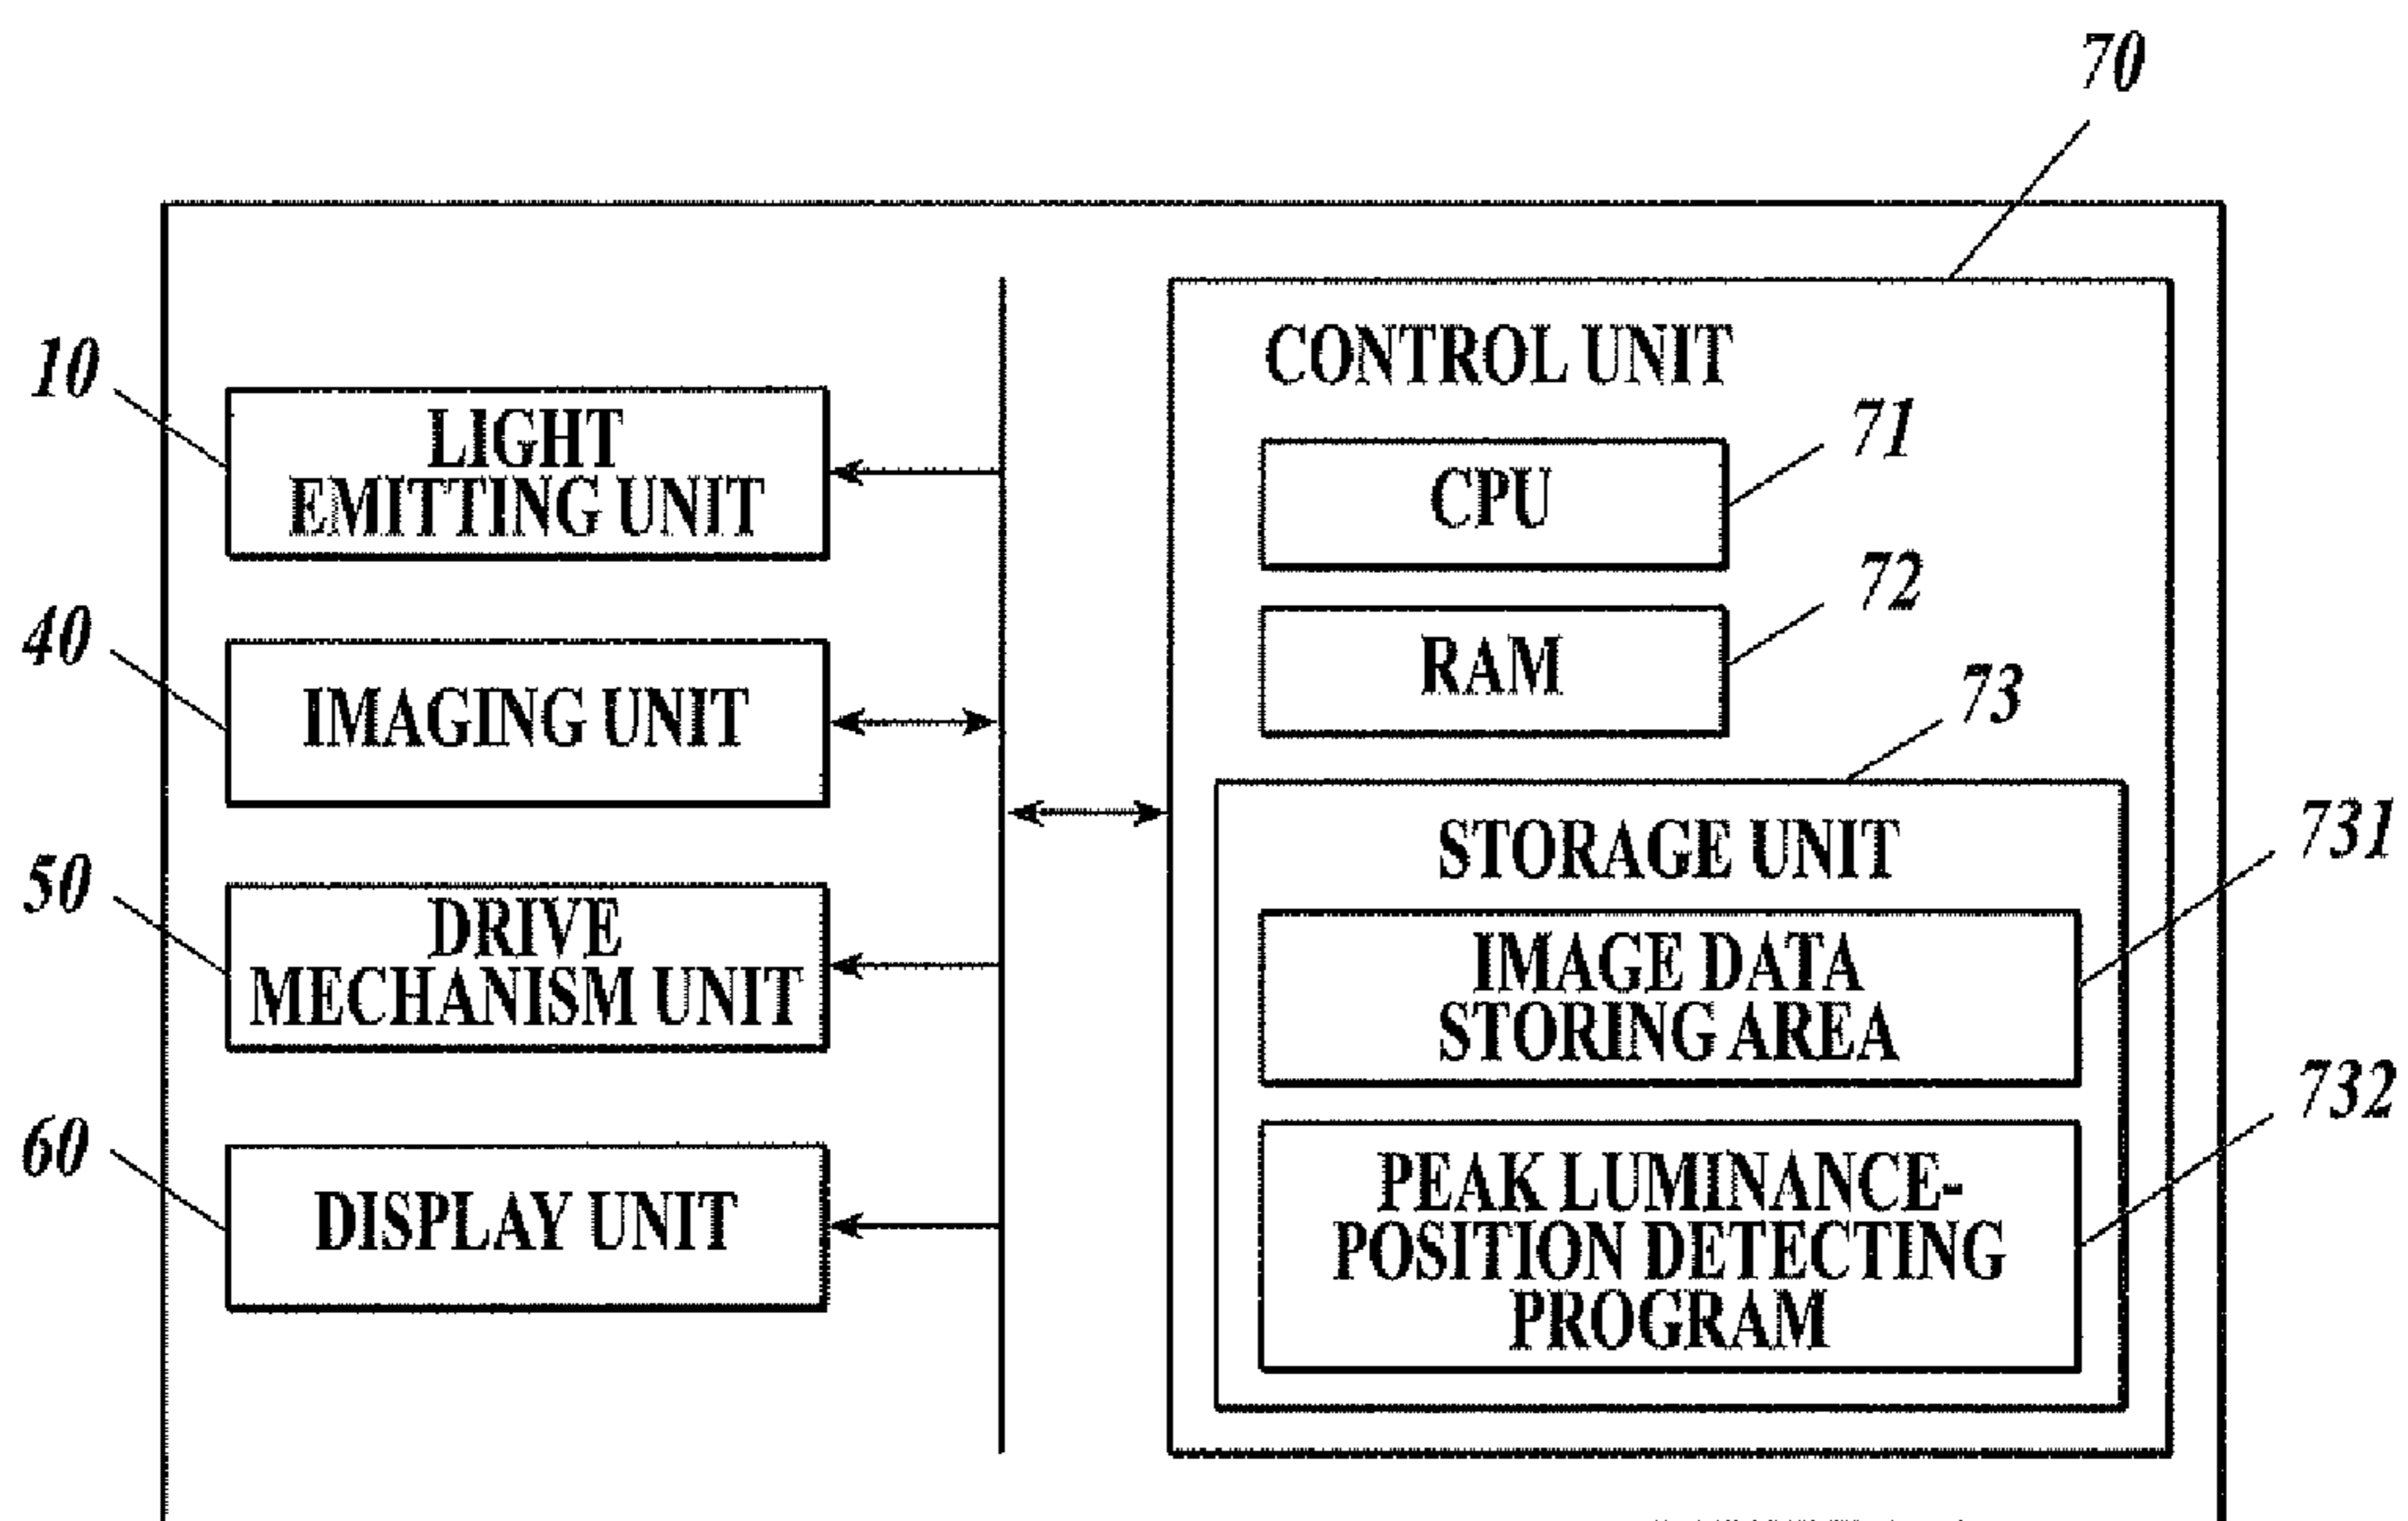 70
10
LIGHT
EMITTING UNIT
40
IMAGING UNIT
50
DRIVE
MECHANISM UNIT
60
DISPLAY UNIT
CONTROL UNIT
71
CPU
72
RAM
73
STORAGE UNIT
731
IMAGE DATA
STORING AREA
732
PEAK LUMINANCE-
POSITION DETECTING
PROGRAM